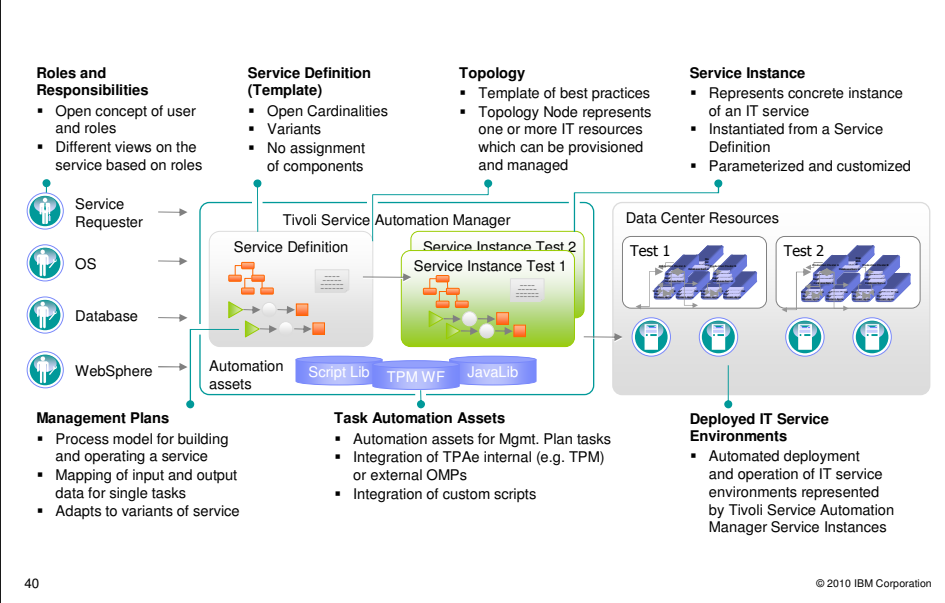 Roles and
Responsibilities
▪ Open concept of user
and roles
▪ Different views on the
service based on roles
Service Definition
(Template)
▪ Open Cardinalities
▪ Variants
▪ No assignment
of components
Topology
▪ Template of best practices
▪ Topology Node represents
one or more IT resources
which can be provisioned
and managed
Service Instance
▪ Represents concrete instance
of an IT service
▪ Instantiated from a Service
Definition
▪ Parameterized and customized
Service
Requester
OS
Database
WebSphere
Tivoli Service Automation Manager
Service Definition
Service Instance Test 2
Service Instance Test 1
Automation
assets
Script Lib
TPM WF
JavaLib
Data Center Resources
Test 1
Test 2
Management Plans
▪ Process model for building
and operating a service
▪ Mapping of input and output
data for single tasks
▪ Adapts to variants of service
Task Automation Assets
▪ Automation assets for Mgmt. Plan tasks
▪ Integration of TPAe internal (e.g. TPM)
or external OMPs
▪ Integration of custom scripts
Deployed IT Service
Environments
▪ Automated deployment
and operation of IT service
environments represented
by Tivoli Service Automation
Manager Service Instances
40
© 2010 IBM Corporation